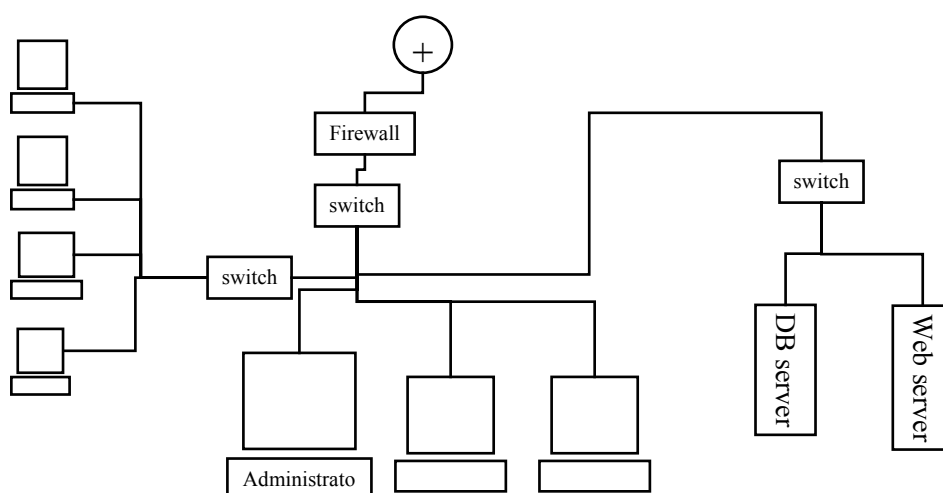 +
Firewall
switch
switch
switch
DB server
Web server
Administrato